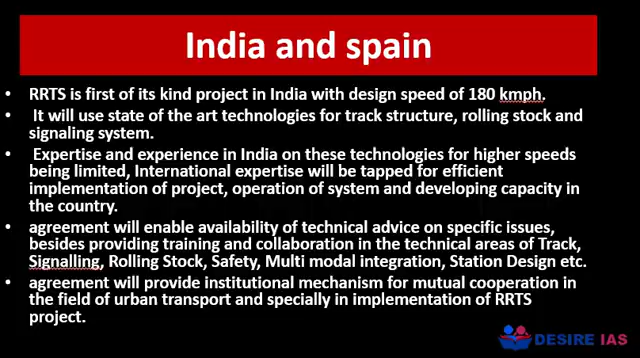 India and spain
• RRTS is first of its kind project in India with design speed of 180 kmph.
• It will use state of the art technologies for track structure, rolling stock and
signaling system.
• Expertise and experience in India on these technologies for higher speeds
being limited, International expertise will be tapped for efficient
implementation of project, operation of system and developing capacity in
the country.
• agreement will enable availability of technical advice on specific issues,
besides providing training and collaboration in the technical areas of Track,
Signalling, Rolling Stock, Safety, Multi modal integration, Station Design etc.
• agreement will provide institutional mechanism for mutual cooperation in
the field of urban transport and specially in implementation of RRTS
project.
DESIRE IAS